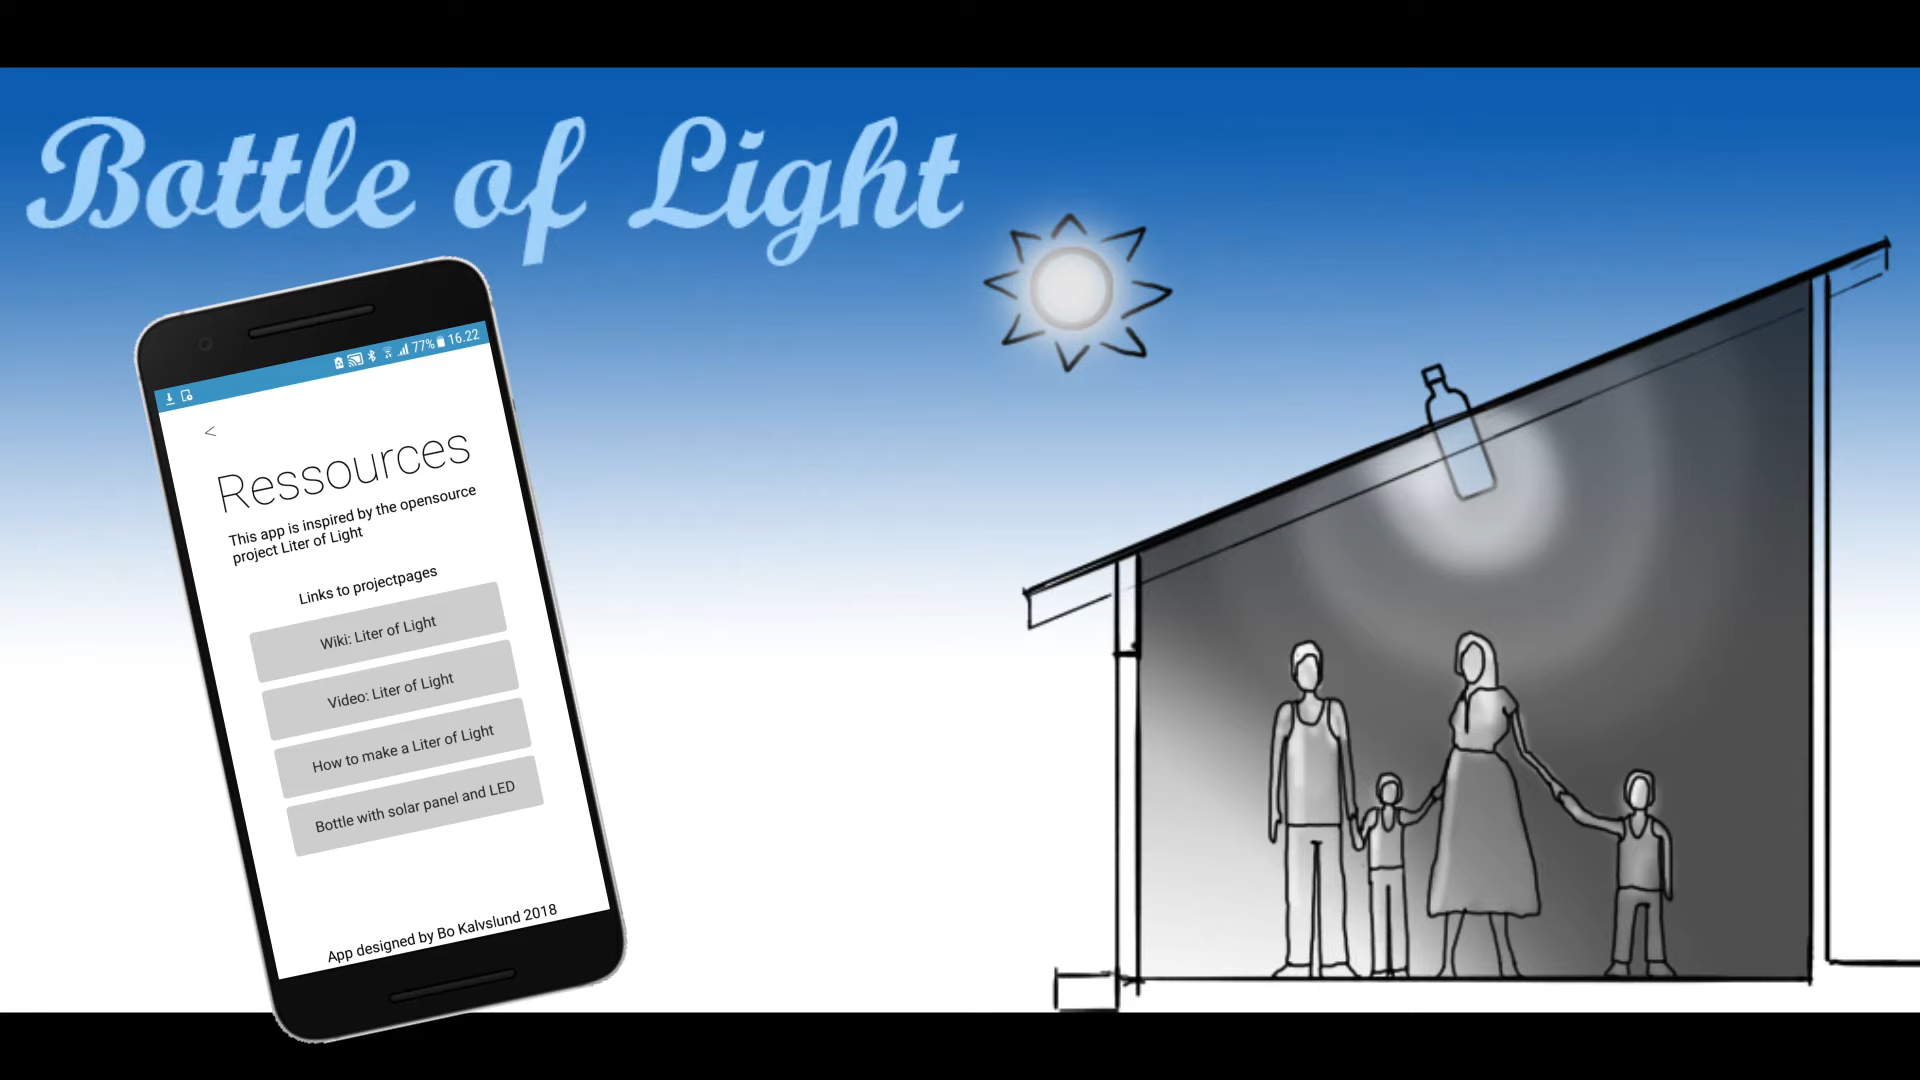 Bottle of Light
77% 16.22
<
Ressources
This app is inspired by the opensource
project Liter of Light
Links to projectpages
Wiki: Liter of Light
Video: Liter of Light
How to make a Liter of Light
Bottle with solar panel and LED
App designed by Bo Kalvslund 2018